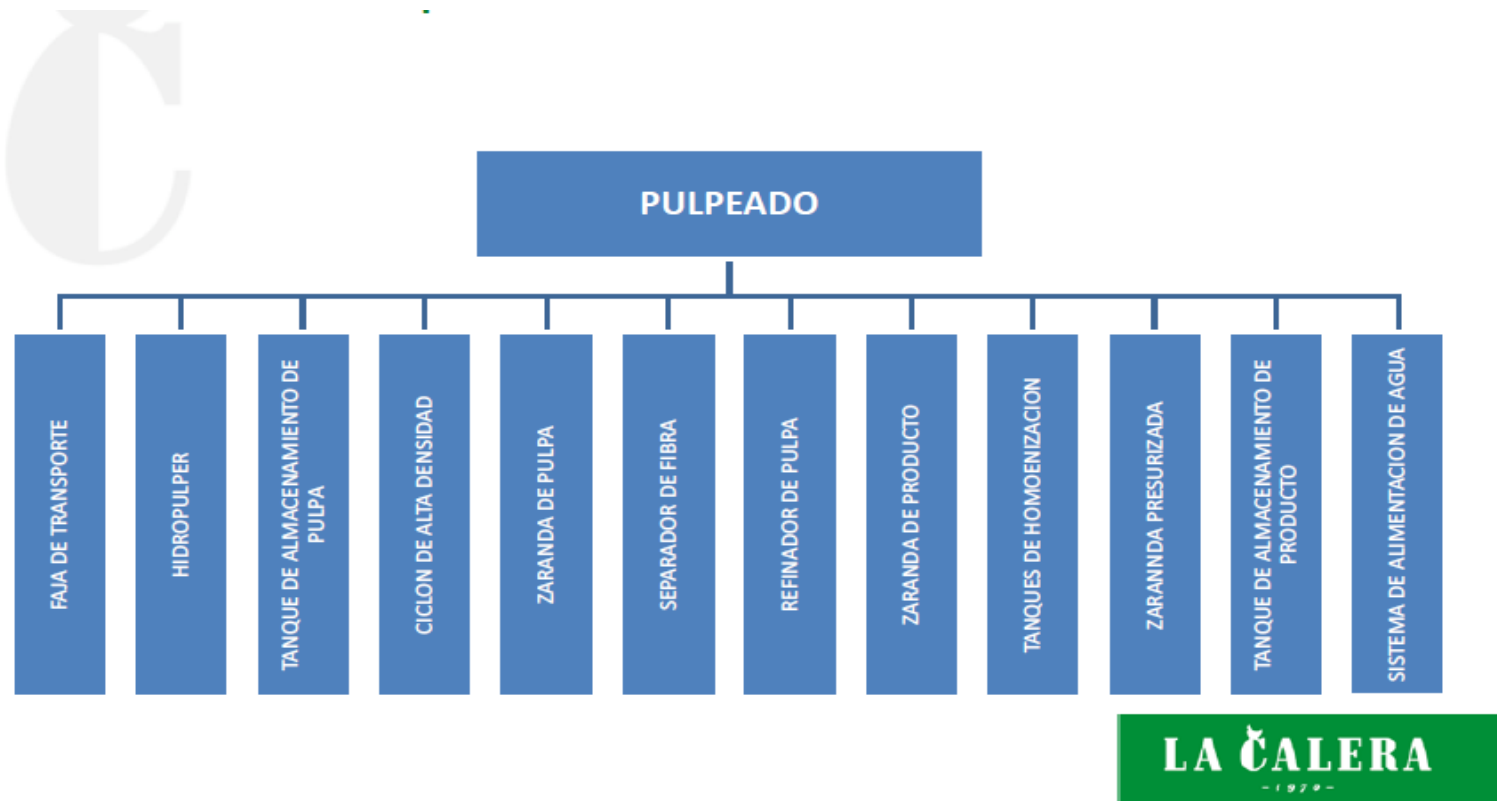 PULPEADO
FAJA DE TRANSPORTE
HIDROPULPER
TANQUE DE ALMACENAMIENTO DE
PULPA
CICLON DE ALTA DENSIDAD
ZARANDA DE PULPA
SEPARADOR DE FIBRA
REFINADOR DE PULPA
ZARANDA DE PRODUCTO
TANQUES DE HOMOENIZACION
ZARANNDA PRESURIZADA
TANQUE DE ALMACENAMIENTO DE
PRODUCTO
SISTEMA DE ALIMENTACION DE AGUA
LA ČALERA
- 1970 -